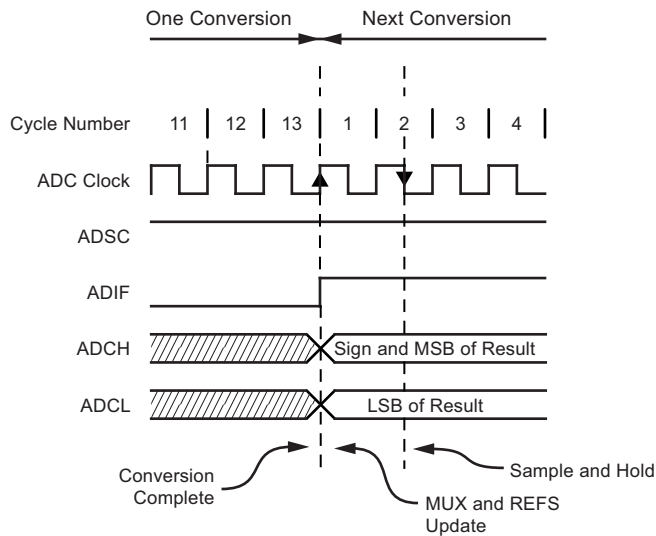 One Conversion Next Conversion
Cycle Number 11 12 13 1 2 3 4
ADC Clock
ADSC
ADIF
ADCH Sign and MSB of Result
ADCL LSB of Result
Conversion
Complete
MUX and REFS
Update
Sample and Hold